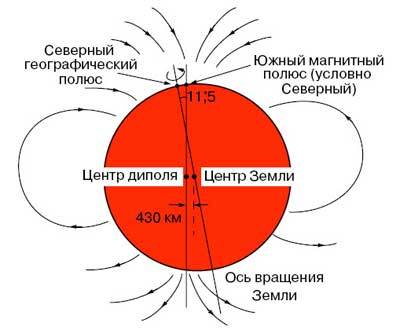 Северный
географический
полюс
Южный магнитный
полюс (условно
Северный)
11,°5
Центр диполя
Центр Земли
430 км
Ось вращения
Земли